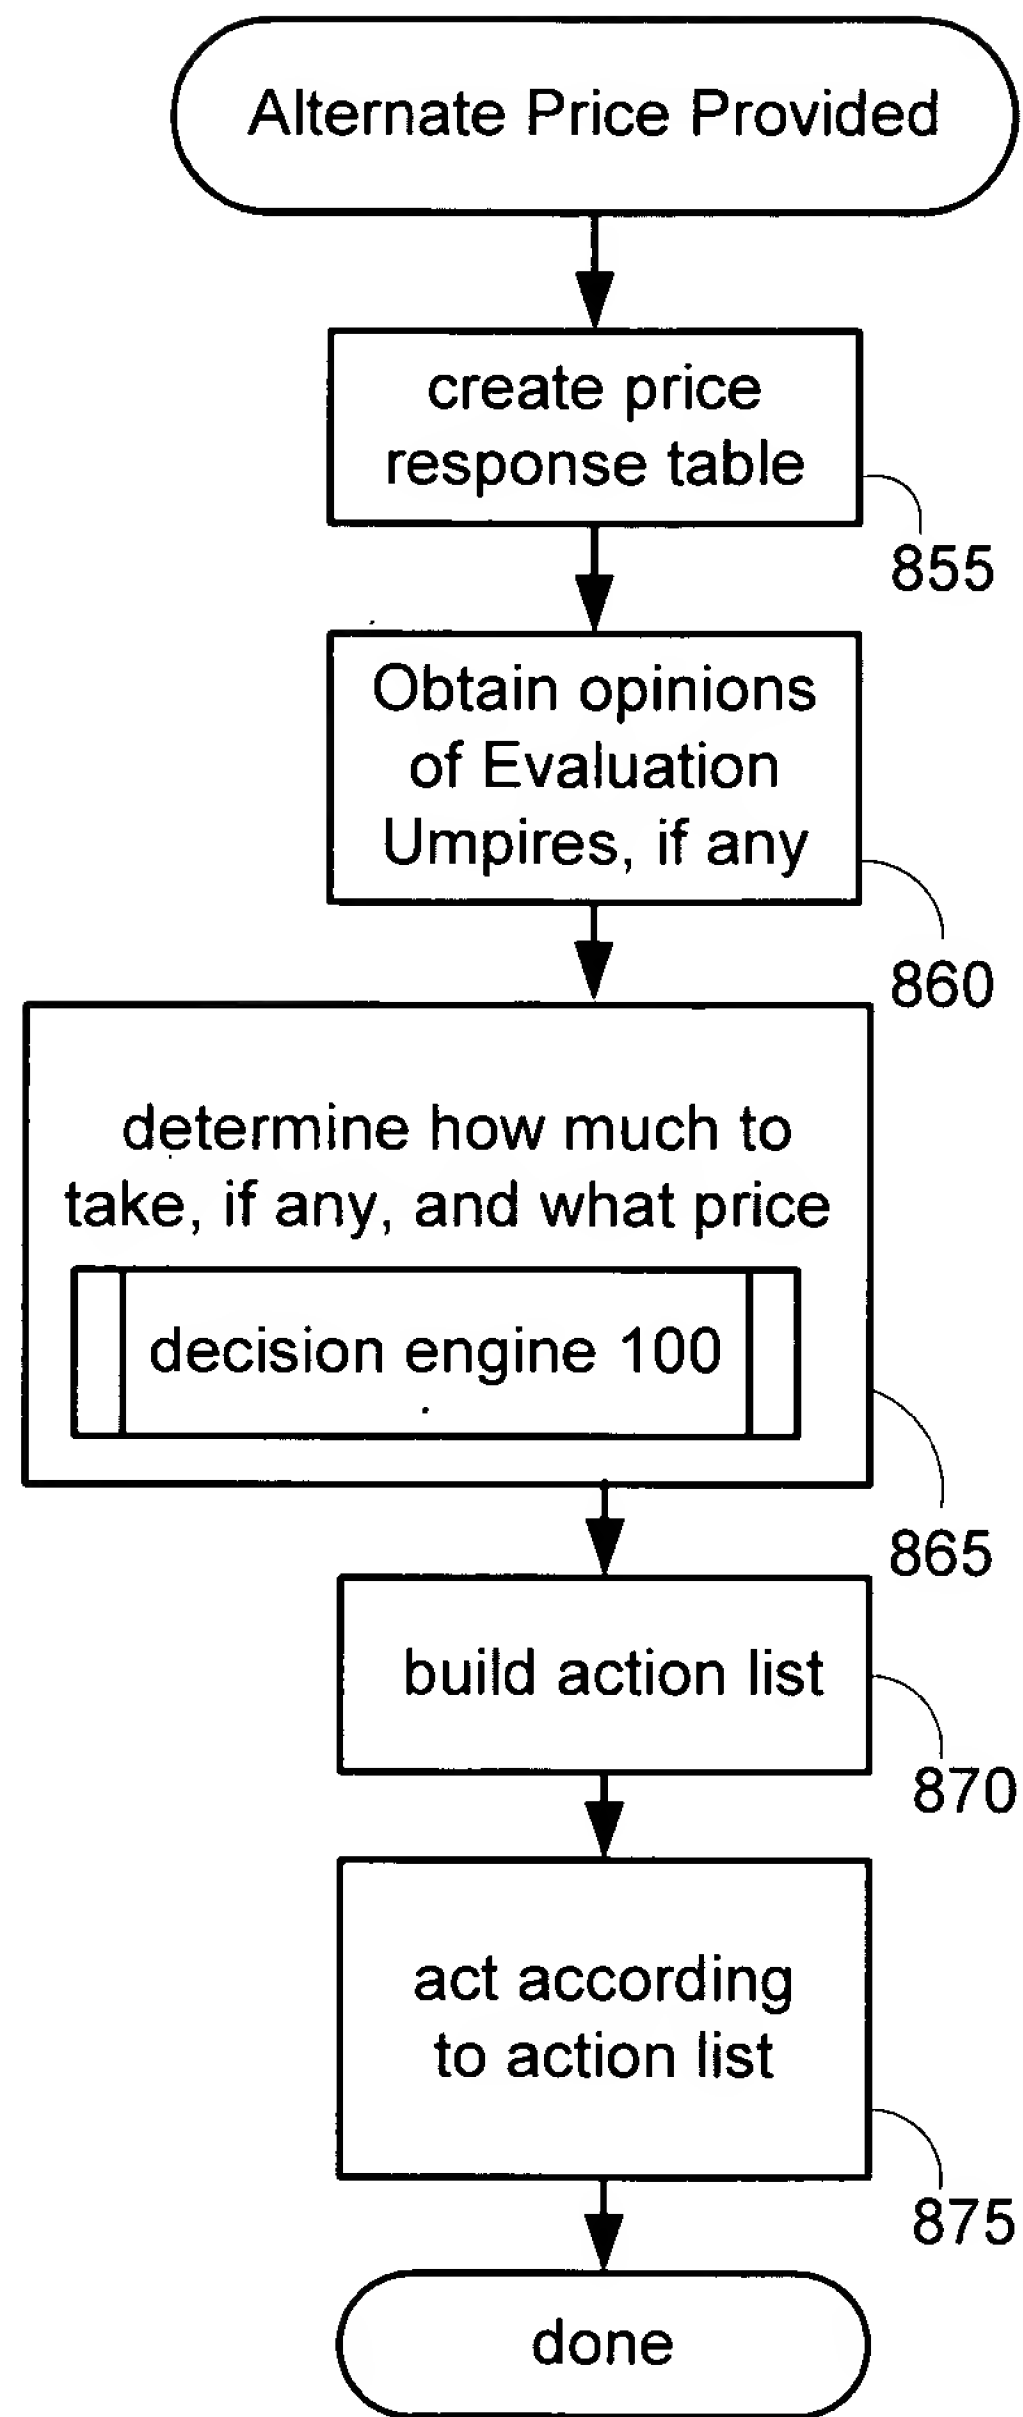 Alternate Price Provided
create price
response table
855
Obtain opinions
of Evaluation
Umpires, if any
860
determine how much to
take, if any, and what price
decision engine 100
865
build action list
870
act according
to action list
875
done